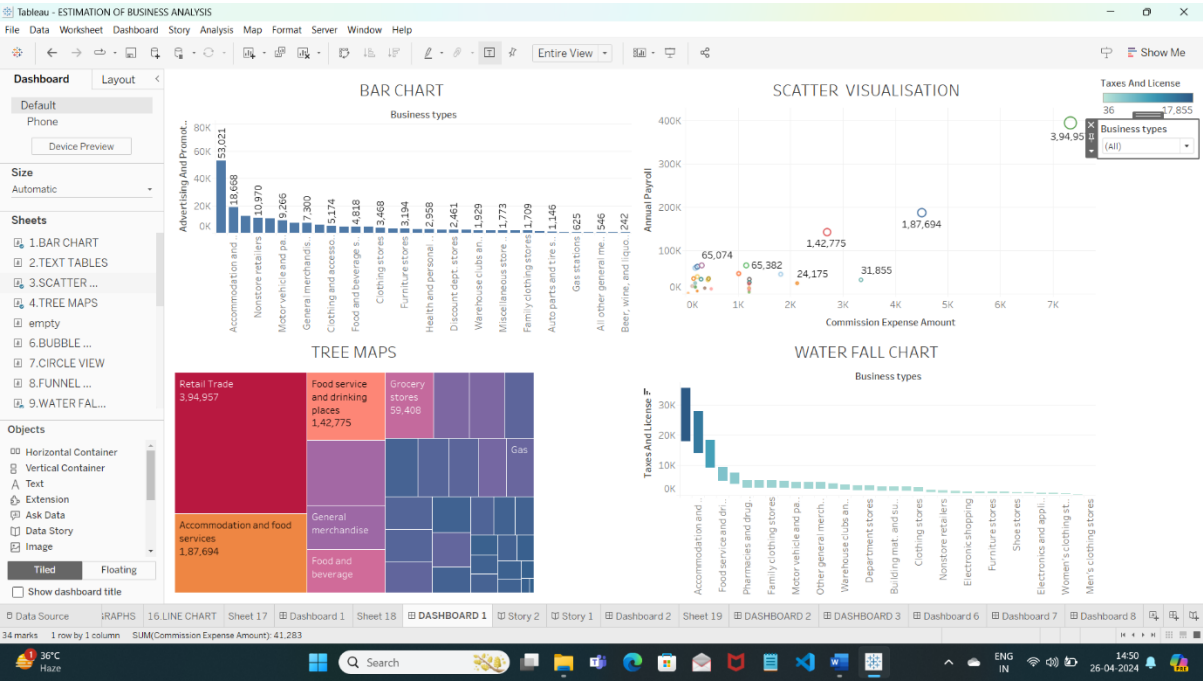 Tableau - ESTIMATION OF BUSINESS ANALYSIS
File Data Worksheet Dashboard Story Analysis Map Format Server Window Help
Entire View
Show Me
Dashboard Layout
Default
Phone
Device Preview
Size
Automatic
Sheets
1.BAR CHART
2.TEXT TABLES
3.SCATTER ...
4.TREE MAPS
empty
6.BUBBLE ...
7.CIRCLE VIEW
8.FUNNEL ...
9.WATER FAL...
Objects
Horizontal Container
Vertical Container
Text
Extension
Ask Data
Data Story
Image
Tiled Floating
Show dashboard title
BAR CHART
Business types
Advertising And Promot..
80K
60K
40K
20K
0K
53,021
18,668
10,970
9,266
7,300
5,174
4,818
3,468
3,194
2,958
2,461
1,929
1,773
1,709
1,146
625
546
242
Accommodation and ..
Nonstore retailers
Motor vehicle and pa..
General merchandis..
Clothing and accesso..
Food and beverage s..
Clothing stores
Furniture stores
Health and personal ..
Discount dept. stores
Warehouse clubs an..
Miscellaneous store ..
Family clothing stores
Auto parts and tire s..
Gas stations
All other general me..
Beer, wine, and liquo..
SCATTER VISUALISATION
Annual Payroll
400K
300K
200K
100K
0K
3,94,95
1,87,694
1,42,775
65,074
65,382
24,175
31,855
0K 1K 2K 3K 4K 5K 6K 7K
Commission Expense Amount
Taxes And License
36 17,855
Business types
(All)
TREE MAPS
Retail Trade
3,94,957
Accommodation and food
services
1,87,694
Food service
and drinking
places
1,42,775
General
merchandise
Food and
beverage
Grocery
stores
59,408
Gas
WATER FALL CHART
Business types
Taxes And License
30K
20K
10K
0K
Accommodation and ..
Food service and dri..
Pharmacies and drug..
Family clothing stores
Motor vehicle and pa..
Other general merch..
Warehouse clubs an..
Department stores
Building mat. and su..
Clothing stores
Nonstore retailers
Electronic shopping
Furniture stores
Shoe stores
Electronics and appli..
Women's clothing st..
Men's clothing stores
Data Source GRAPHS 16.LINE CHART Sheet 17 Dashboard 1 Sheet 18 DASHBOARD 1 Story 2 Story 1 Dashboard 2 Sheet 19 DASHBOARD 2 DASHBOARD 3 Dashboard 6 Dashboard 7 Dashboard 8
34 marks 1 row by 1 column SUM(Commission Expense Amount): 41.283
1
36°C
Haze
Search
ENG
IN
14:50
26-04-2024